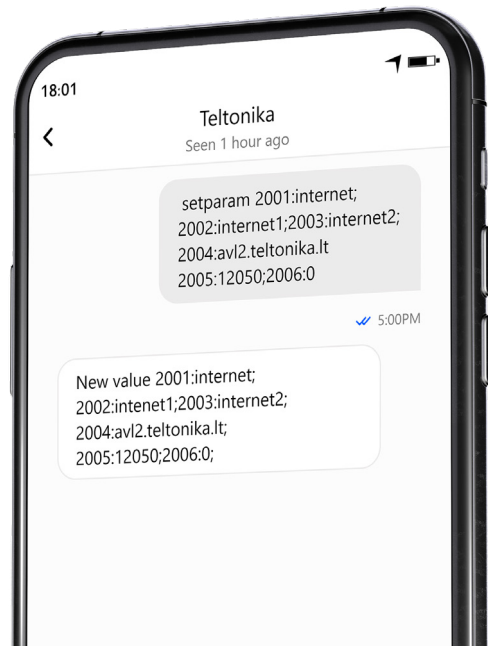 18:01
Teltonika
Seen 1 hour ago
setparam 2001:internet;
2002:internet1;2003:internet2;
2004:avl2.teltonika.lt
2005:12050;2006:0
5:00PM
New value 2001:internet;
2002:intenet1;2003:internet2;
2004:avl2.teltonika.lt;
2005:12050;2006:0;